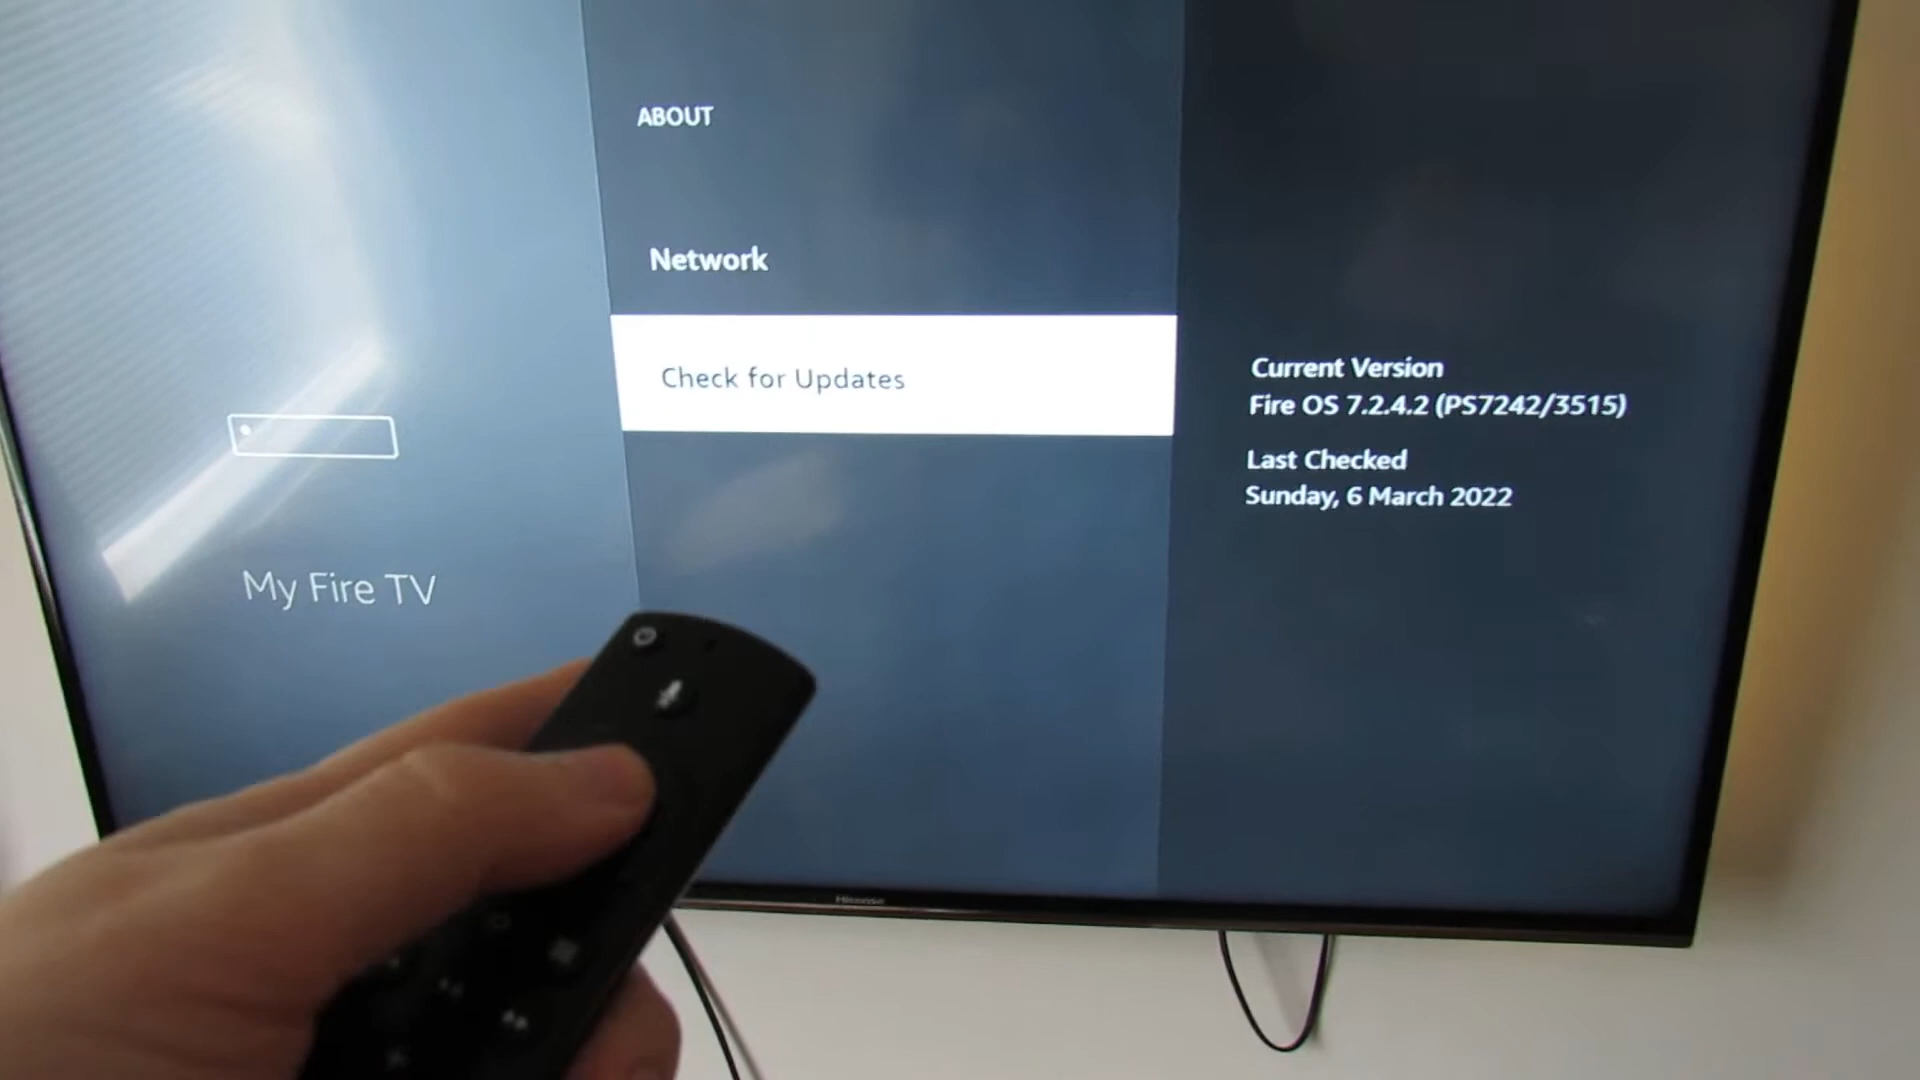 ABOUT
Network
Check for Updates
Current Version
Fire OS 7.2.4.2 (PS7242/3515)
Last Checked
Sunday, 6 March 2022
My Fire TV
Hisense